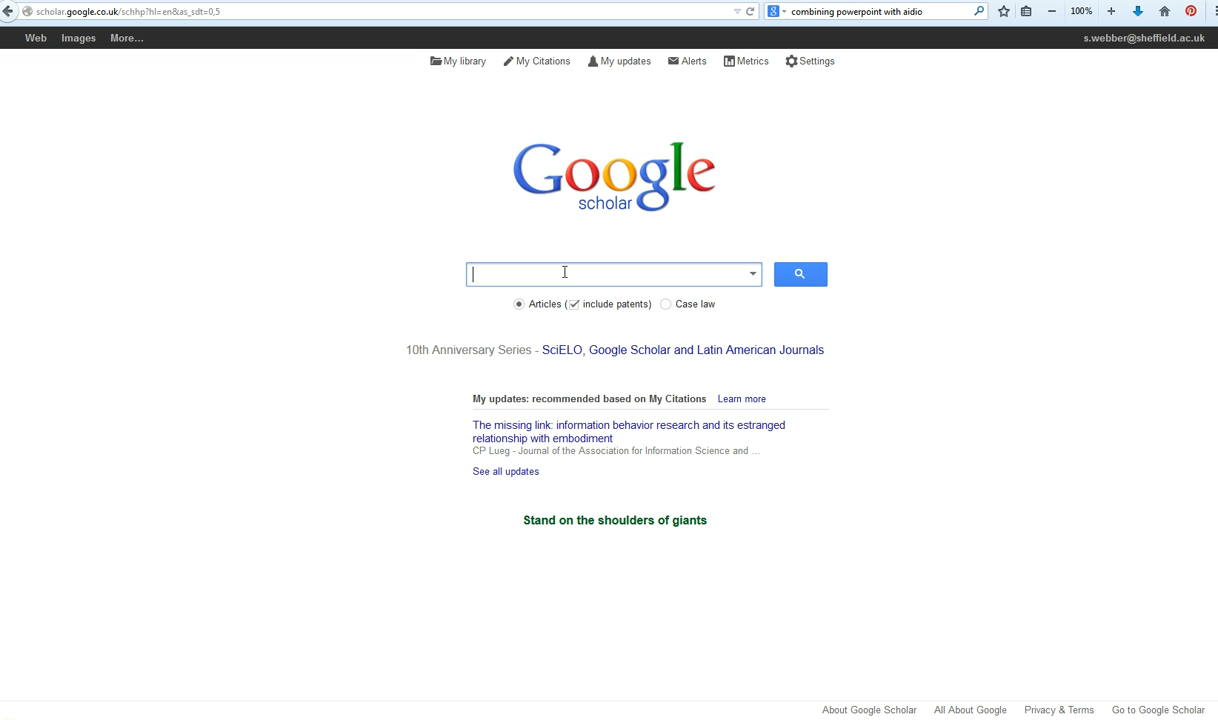 scholar.google.co.uk/schhp?hl=en&as_sdt=0,5
combining powerpoint with aidio
100%
Web Images More...
s.webber@sheffield.ac.uk
My library My Citations My updates Alerts Metrics Settings
Google
scholar
Articles ( include patents) Case law
10th Anniversary Series - SciELO, Google Scholar and Latin American Journals
My updates: recommended based on My Citations Learn more
The missing link: information behavior research and its estranged
relationship with embodiment
CP Lueg - Journal of the Association for Information Science and ...
See all updates
Stand on the shoulders of giants
About Google Scholar All About Google Privacy & Terms Go to Google Scholar